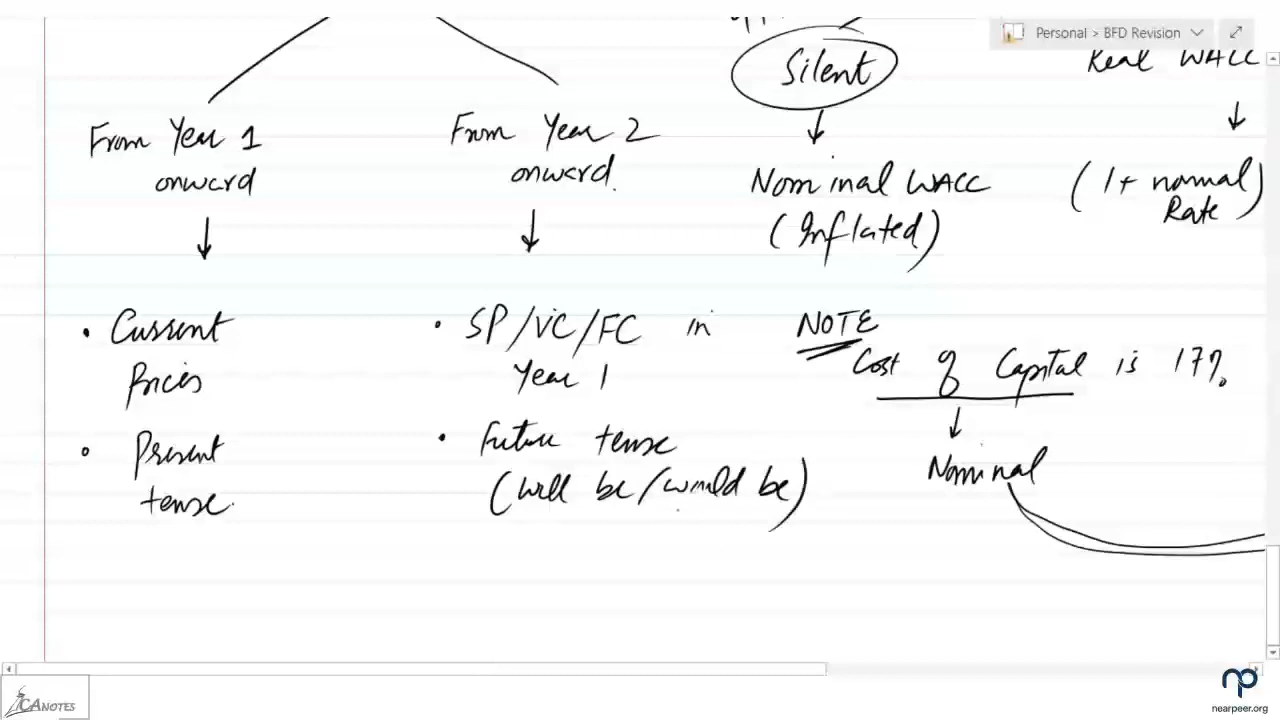 Personal > BFD Revision
Silent
Real WACC
From Year 1
onward
From Year 2
onward.
Nominal WACC
(Inflated)
(1 + normal)
Rate
• Current
Prices
• Present
tense.
• SP/VC/FC in
Year 1
• Future tense
(will be/would be)
NOTE
Cost of Capital is 17%.
Nominal
CANOTES
np
nearpeer.org